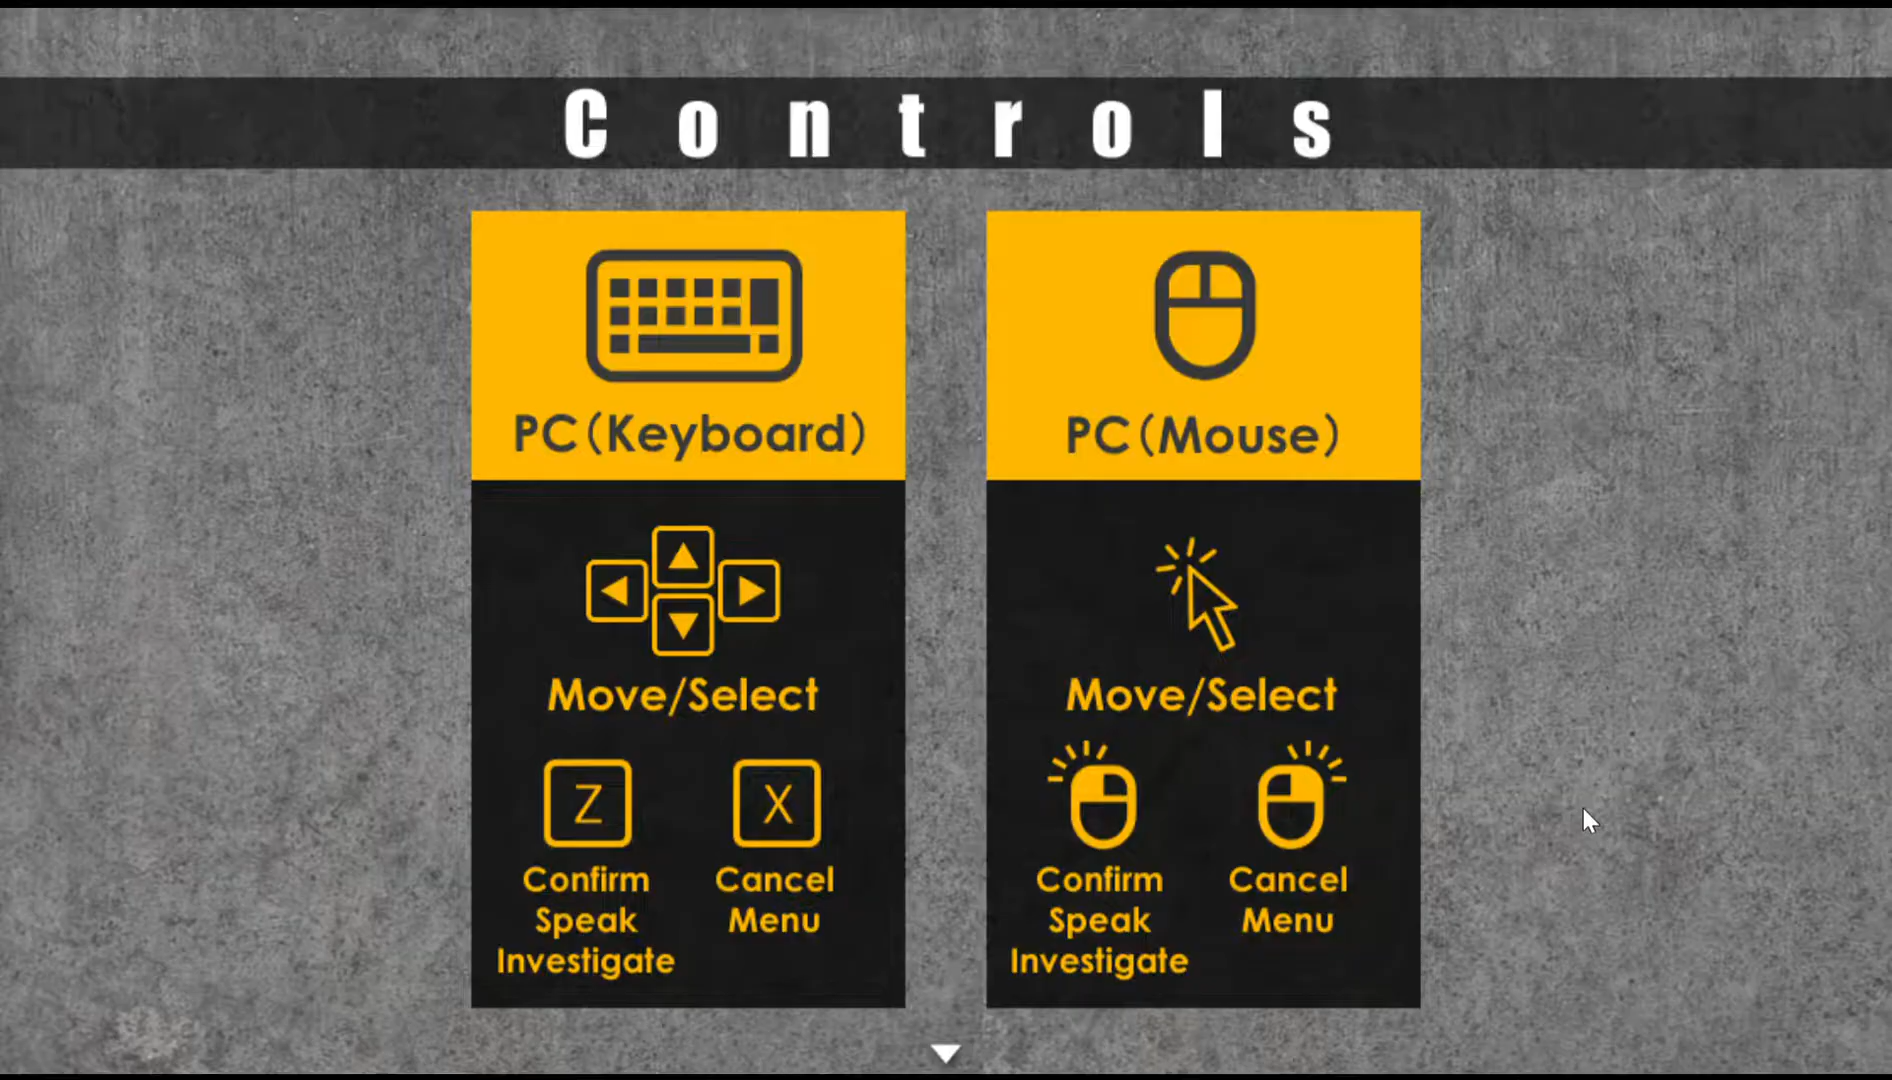 Controls
PC(Keyboard)
Move/Select
Z
X
Confirm
Speak
Investigate
Cancel
Menu
PC(Mouse)
Move/Select
Confirm
Speak
Investigate
Cancel
Menu